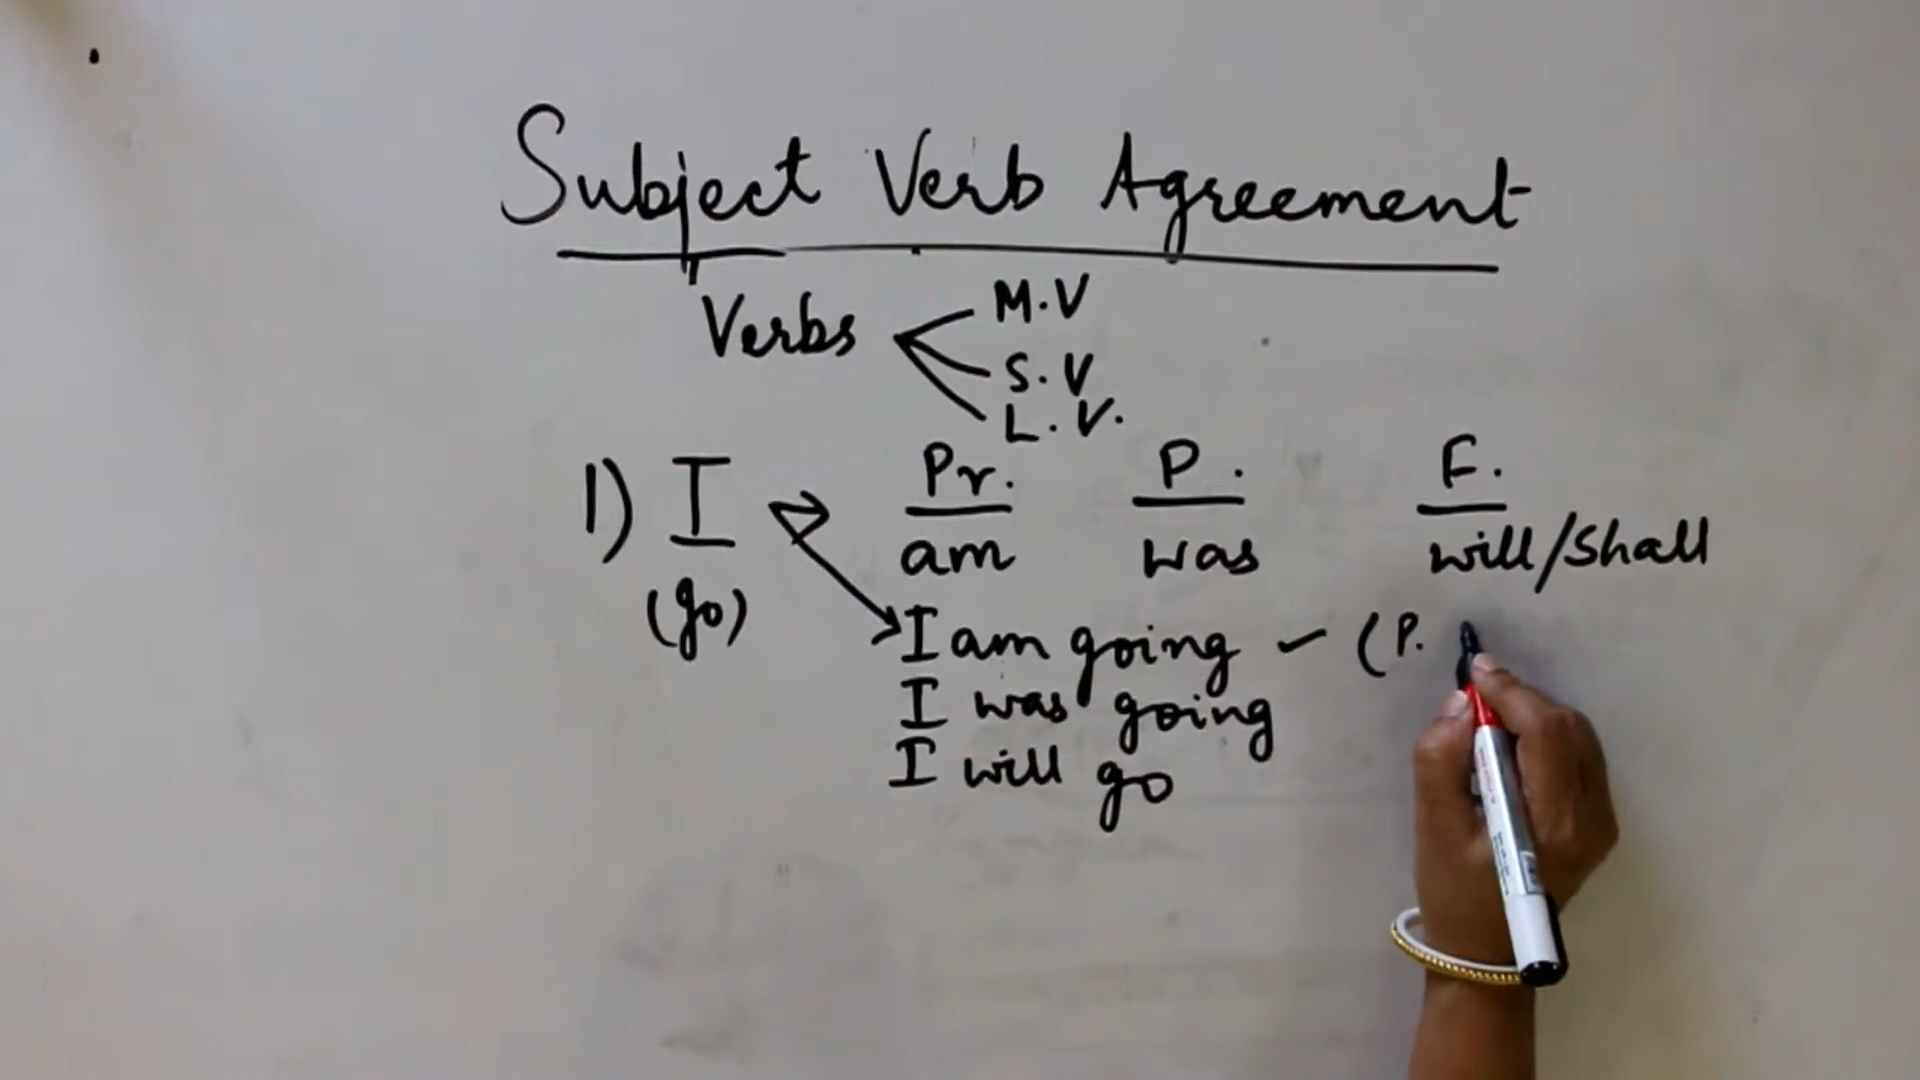 Subject Verb Agreement
Verbs
M.V
S.V
L.V.
1) I
(go)
Pr. P. F.
am was will/shall
I am going – (P.
I was going
I will go